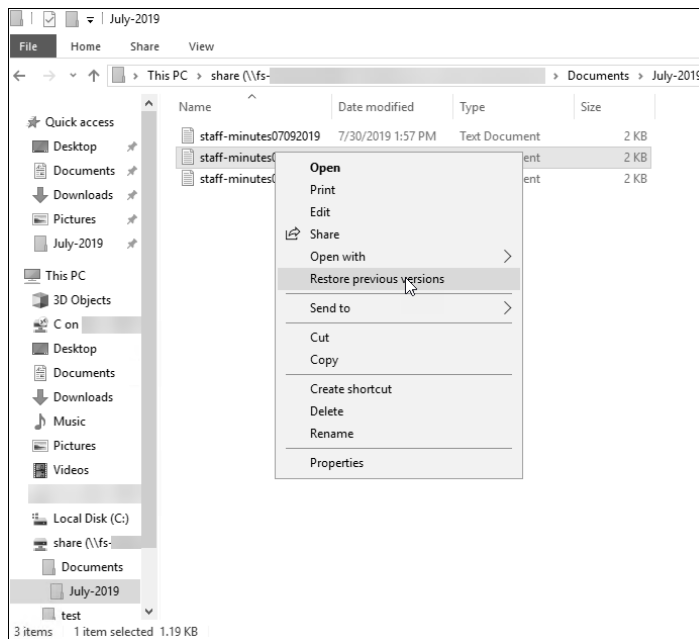 July-2019
File Home Share View
This PC > share (\\fs- > Documents > July-2019
Name Date modified Type Size
Quick access
Desktop
Documents
Downloads
Pictures
July-2019
This PC
3D Objects
C on
Desktop
Documents
Downloads
Music
Pictures
Videos
Local Disk (C:)
share (\\fs-
Documents
July-2019
test
staff-minutes07092019 7/30/2019 1:57 PM Text Document 2 KB
staff-minutes0 ent 2 KB
staff-minutes0 ent 2 KB
Open
Print
Edit
Share
Open with
Restore previous versions
Send to
Cut
Copy
Create shortcut
Delete
Rename
Properties
3 items 1 item selected 1.19 KB